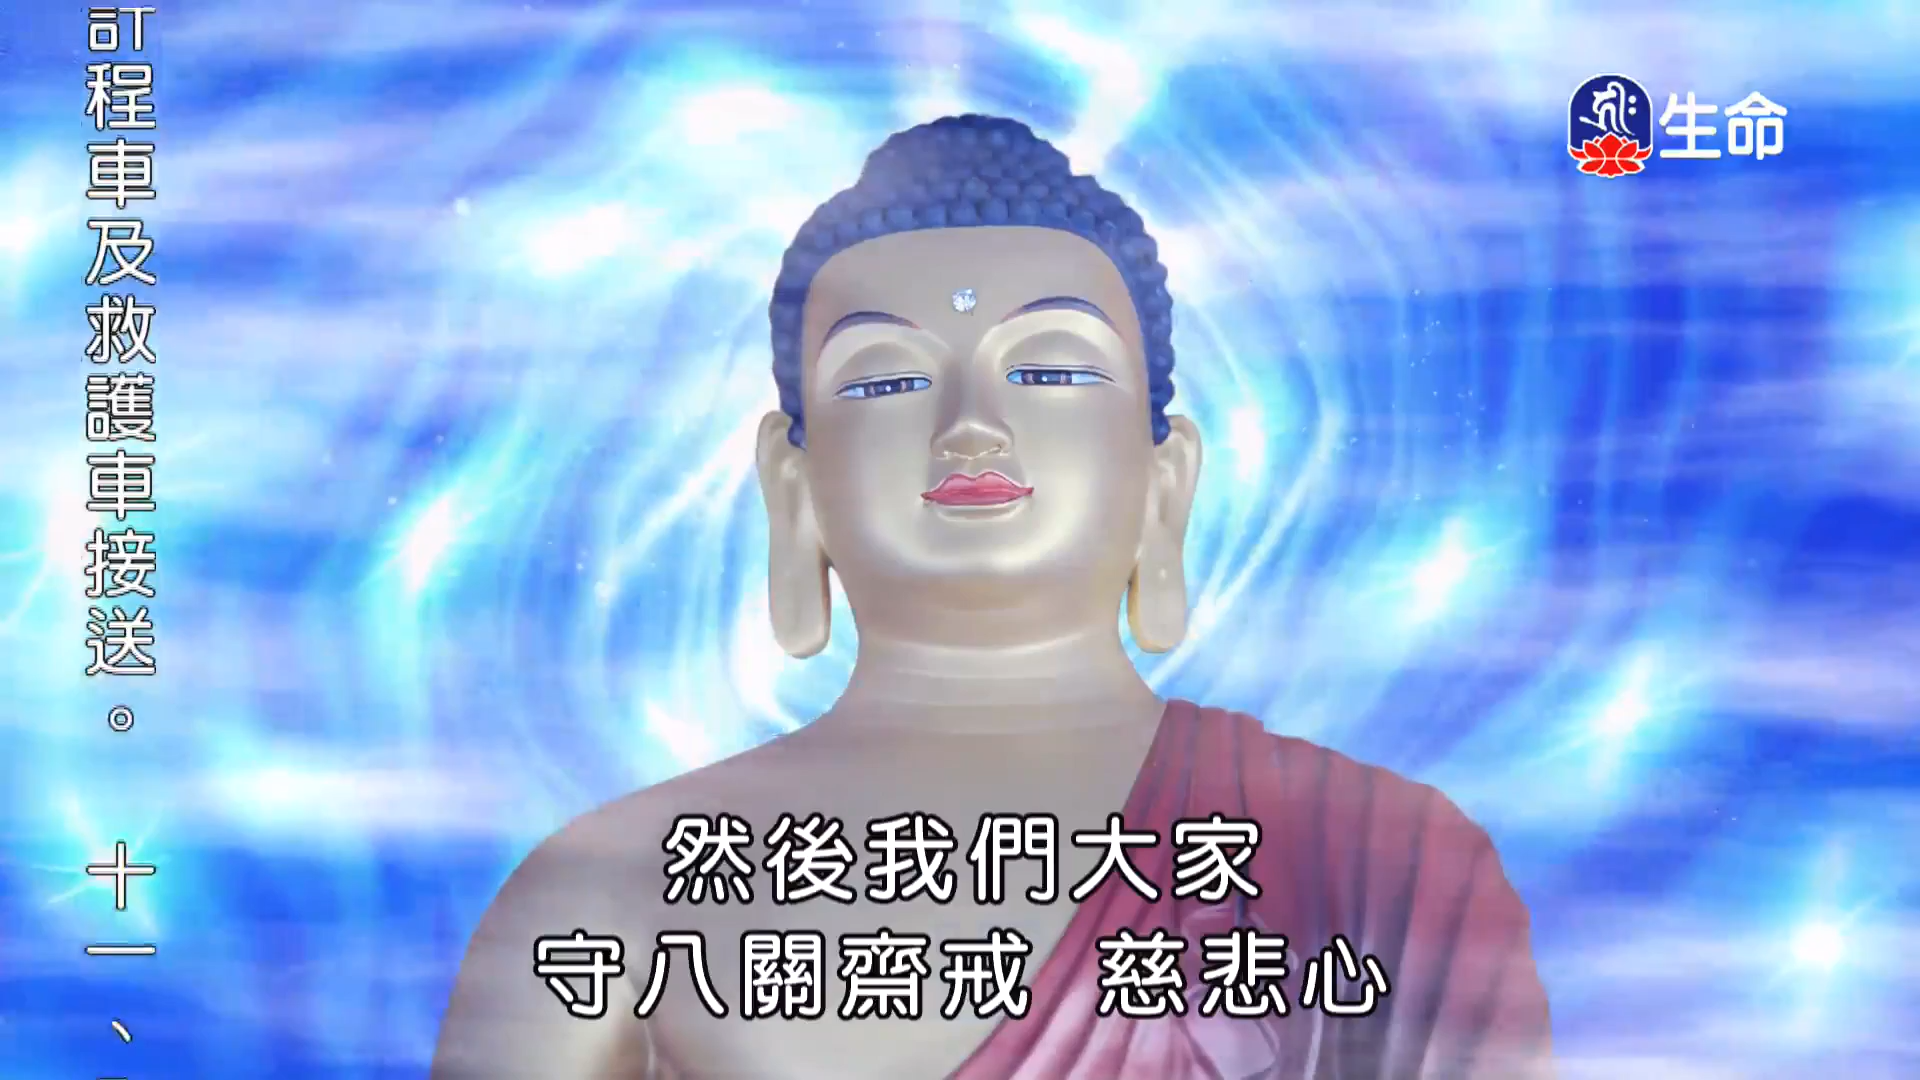 計程車及救護車接送。 十一、
生命
然後我們大家
守八關齋戒 慈悲心